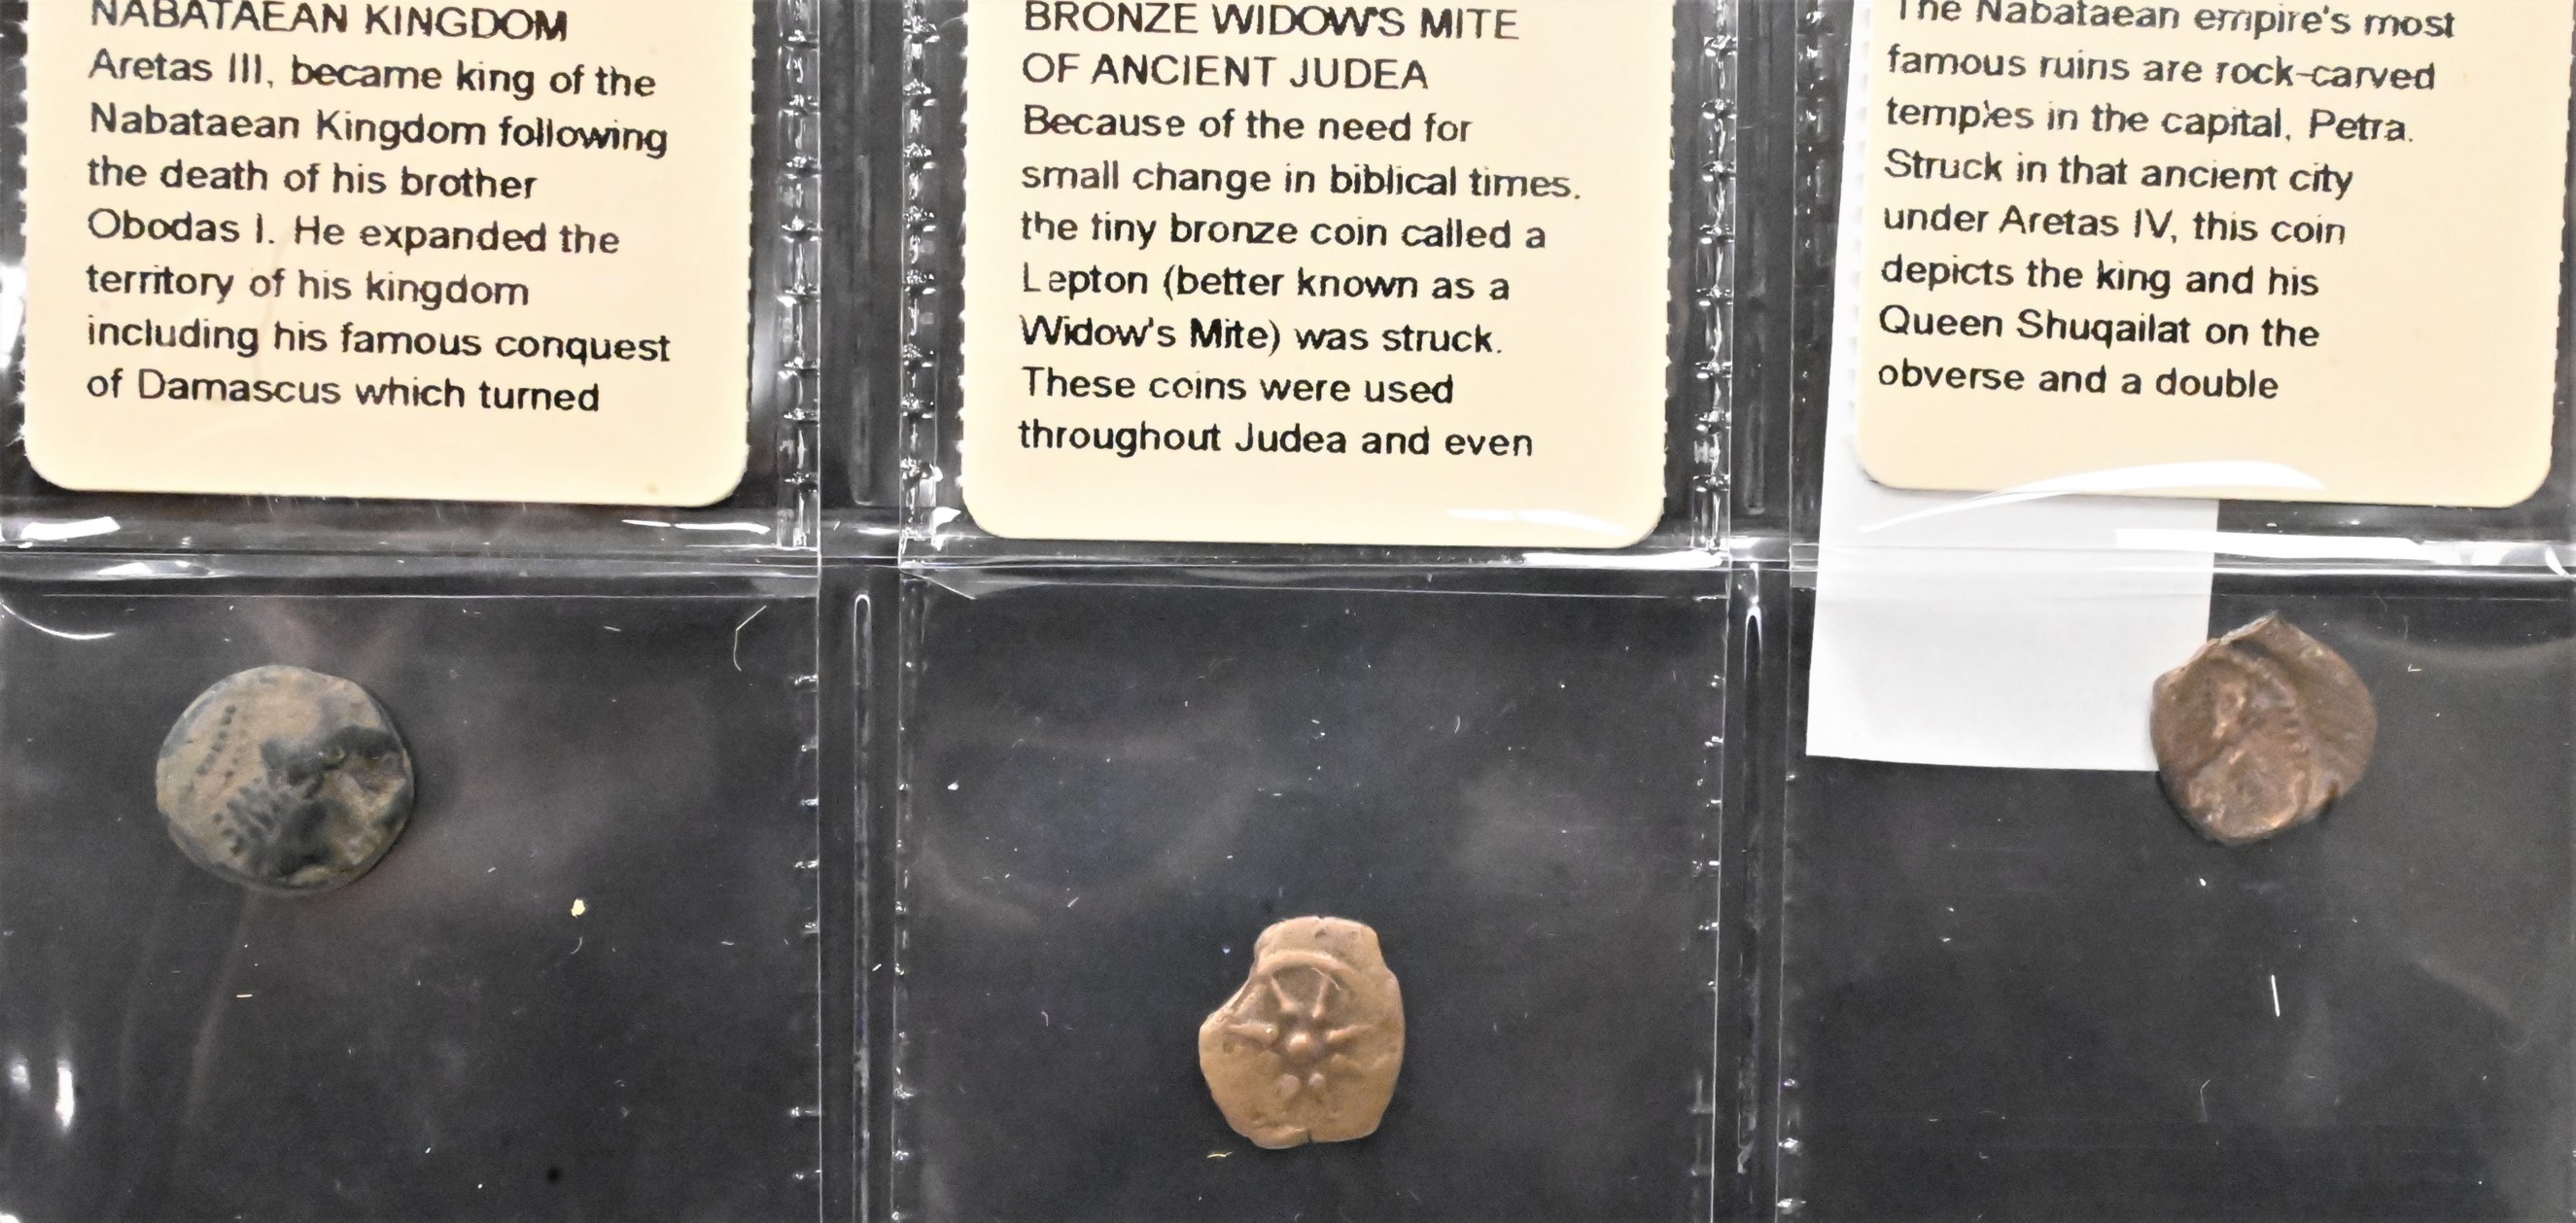 NABATAEAN KINGDOM
Aretas III, became king of the
Nabataean Kingdom following
the death of his brother
Obodas I. He expanded the
territory of his kingdom
including his famous conquest
of Damascus which turned
BRONZE WIDOW'S MITE
OF ANCIENT JUDEA
Because of the need for
small change in biblical times,
the tiny bronze coin called a
Lepton (better known as a
Widow's Mite) was struck.
These coins were used
throughout Judea and even
The Nabataean empire's most
famous ruins are rock-carved
temples in the capital, Petra.
Struck in that ancient city
under Aretas IV, this coin
depicts the king and his
Queen Shuqailat on the
obverse and a double